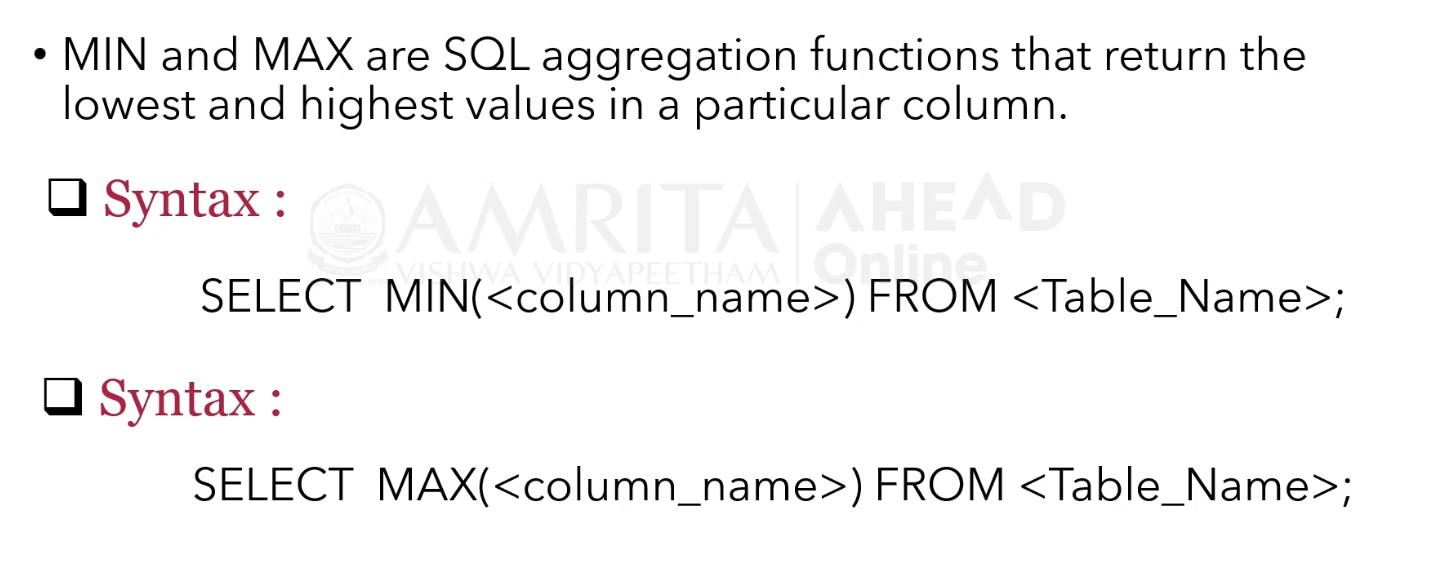 • MIN and MAX are SQL aggregation functions that return the
lowest and highest values in a particular column.
❑ Syntax :
AMRITA AHEAD
VISHWA VIDYAPEETHAM Online
SELECT MIN(<column_name>) FROM <Table_Name>;
❑ Syntax :
SELECT MAX(<column_name>) FROM <Table_Name>;